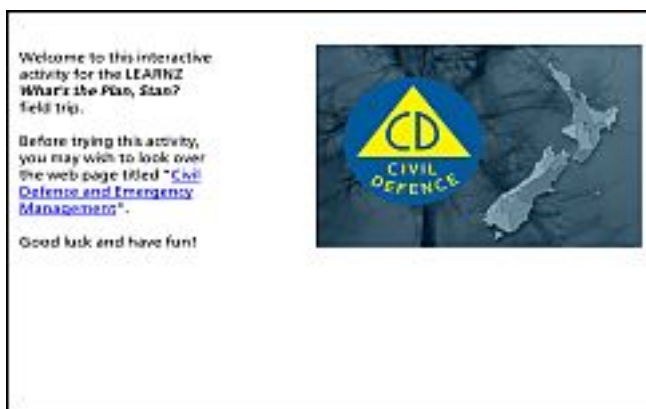 Welcome to this interactive
activity for the LEARNZ
What's the Plan, Stan?
field trip.
Before trying this activity,
you may wish to look over
the web page titled "Civil
Defence and Emergency
Management".
Good luck and have fun!
CD
CIVIL
DEFENCE